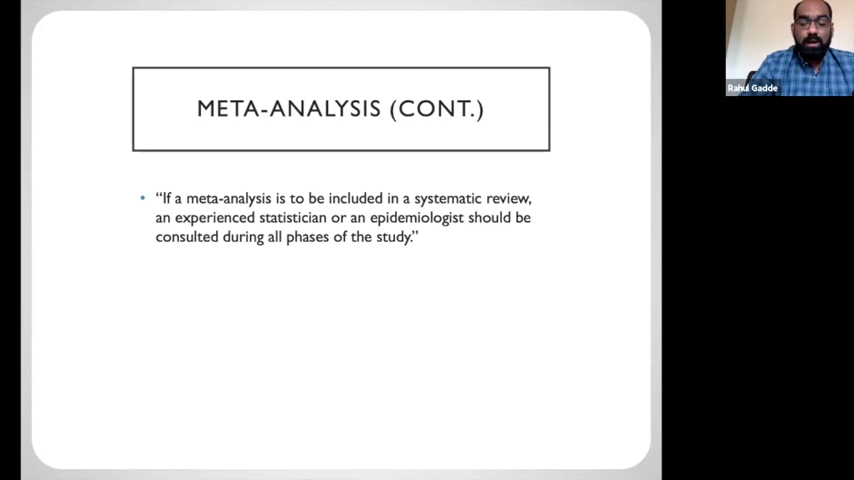 META-ANALYSIS (CONT.)
• “If a meta-analysis is to be included in a systematic review,
an experienced statistician or an epidemiologist should be
consulted during all phases of the study.”
Rahul Gadde